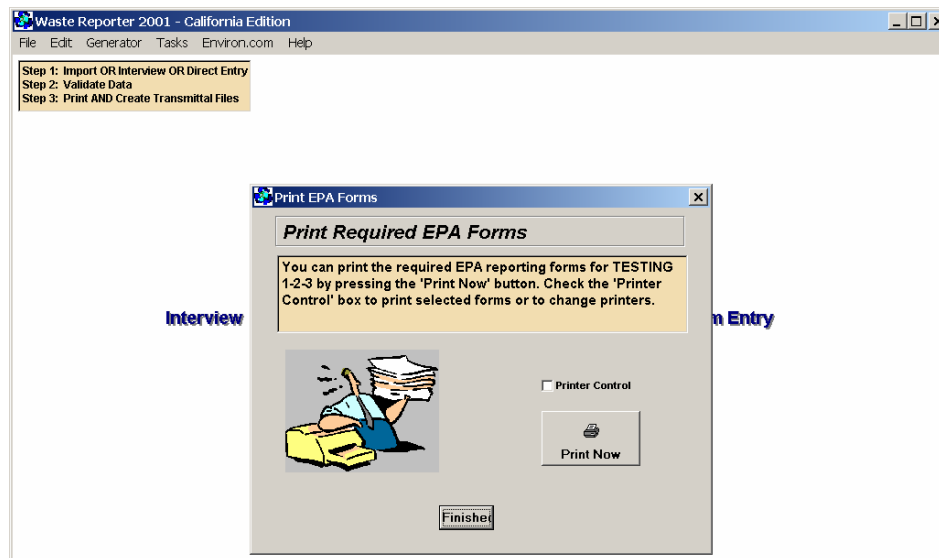 Waste Reporter 2001 - California Edition
File Edit Generator Tasks Environ.com Help
Step 1: Import OR Interview OR Direct Entry
Step 2: Validate Data
Step 3: Print AND Create Transmittal Files
Print EPA Forms
Print Required EPA Forms
You can print the required EPA reporting forms for TESTING
1-2-3 by pressing the 'Print Now' button. Check the 'Printer
Control' box to print selected forms or to change printers.
Interview
m Entry
Printer Control
Print Now
Finished